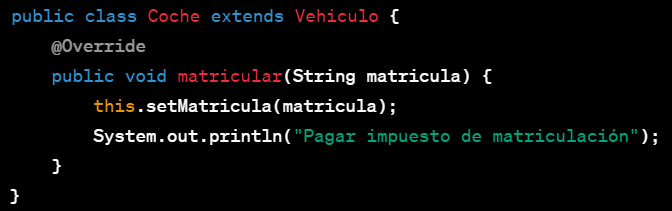 public class Coche extends Vehiculo {
    @Override
    public void matricular(String matricula) {
        this.setMatricula(matricula);
        System.out.println("Pagar impuesto de matriculación");
    }
}